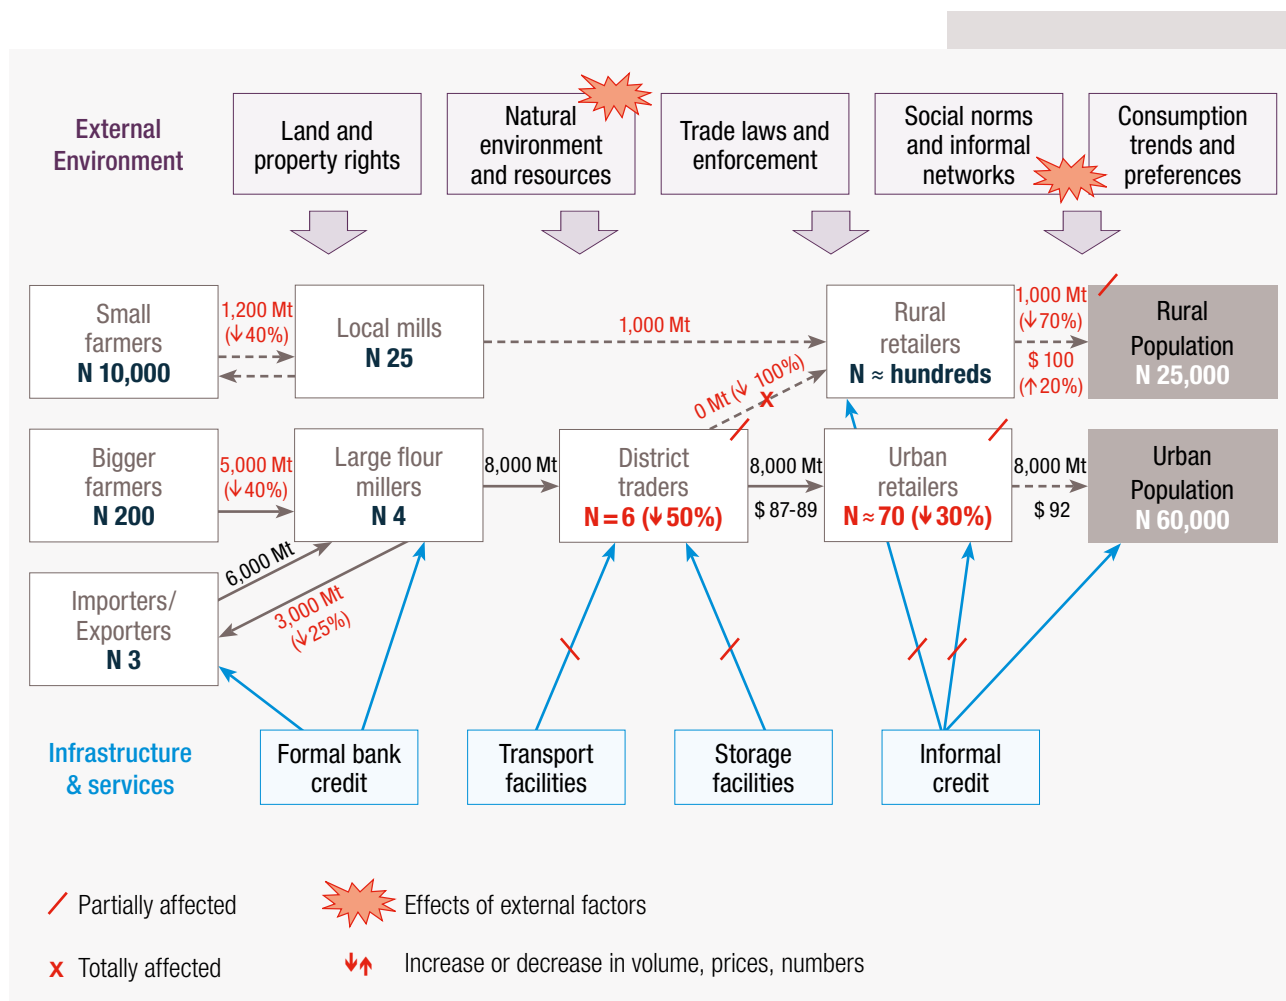 External
Environment
Land and
property rights
Natural
environment
and resources
Trade laws and
enforcement
Social norms
and informal
networks
Consumption
trends and
preferences
Small
farmers
N 10,000
1,200 Mt
(↓40%)
Local mills
N 25
1,000 Mt
Rural
retailers
N ≈ hundreds
1,000 Mt
(↓70%)
$ 100
(↑20%)
Rural
Population
N 25,000
0 Mt (↓ 100%)
x
Bigger
farmers
N 200
5,000 Mt
(↓40%)
Large flour
millers
N 4
8,000 Mt
District
traders
N = 6 (↓50%)
8,000 Mt
$ 87-89
Urban
retailers
N ≈ 70 (↓30%)
8,000 Mt
$ 92
Urban
Population
N 60,000
6,000 Mt
3,000 Mt
(↓25%)
Importers/
Exporters
N 3
Infrastructure
& services
Formal bank
credit
Transport
facilities
Storage
facilities
Informal
credit
Partially affected
Effects of external factors
x Totally affected
↓↑ Increase or decrease in volume, prices, numbers